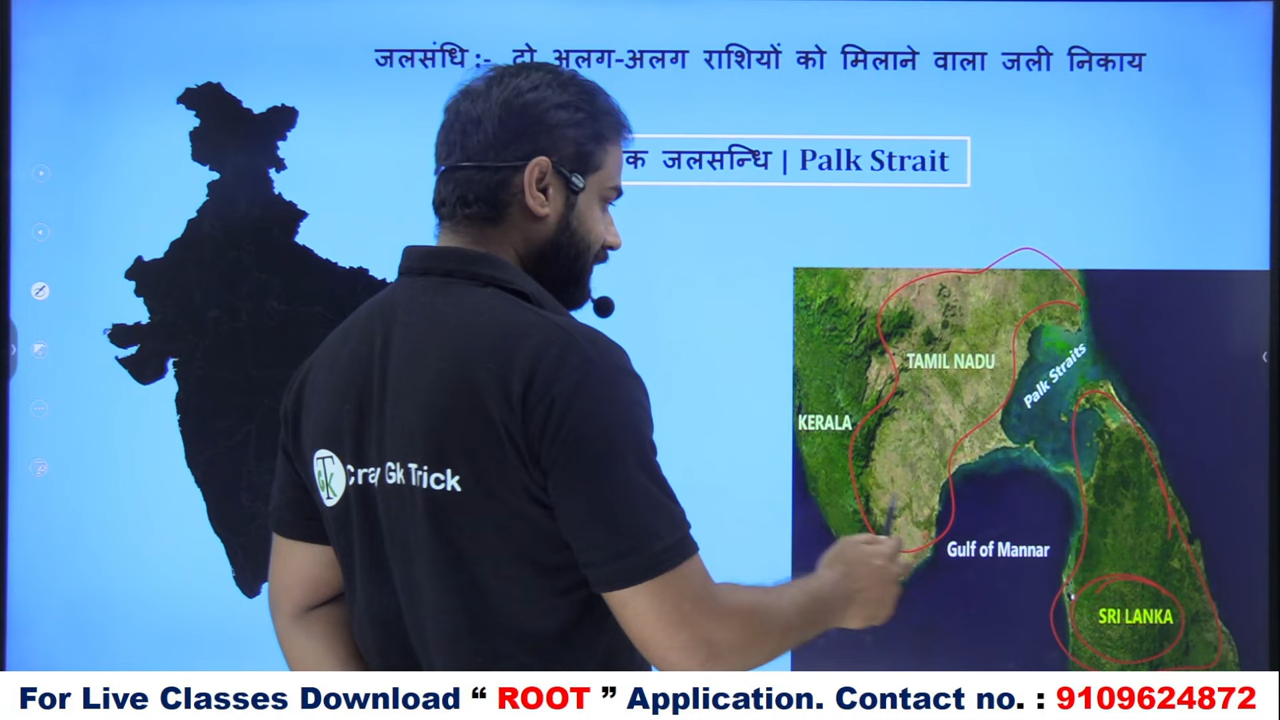 जलसंधि :- दो अलग-अलग राशियों को मिलाने वाला जली निकाय
क जलसन्धि | Palk Strait
TAMIL NADU
Palk Straits
KERALA
Gk Trick
Gulf of Mannar
SRI LANKA
For Live Classes Download “ ROOT ” Application. Contact no. : 9109624872